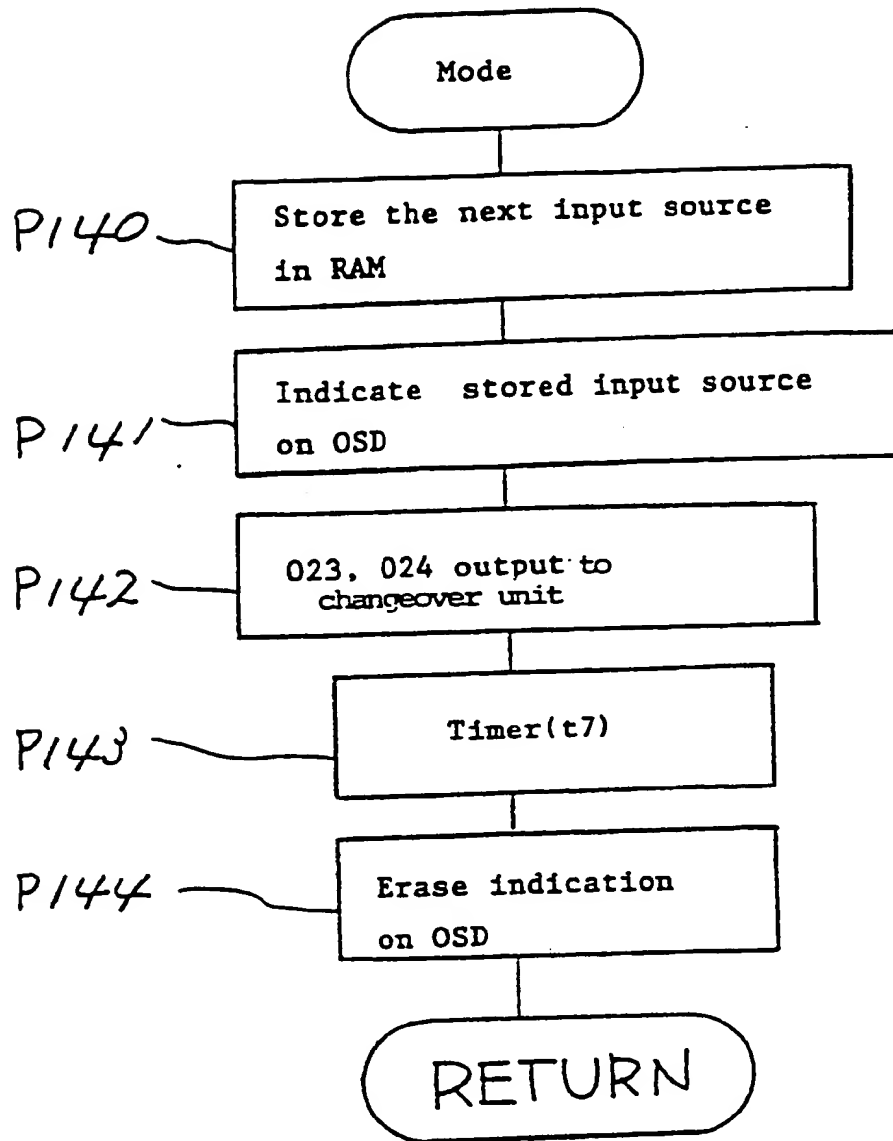 Mode
P140
Store the next input source
in RAM
P141
Indicate stored input source
on OSD
P142
023, 024 output to
changeover unit
P143
Timer(t7)
P144
Erase indication
on OSD
RETURN